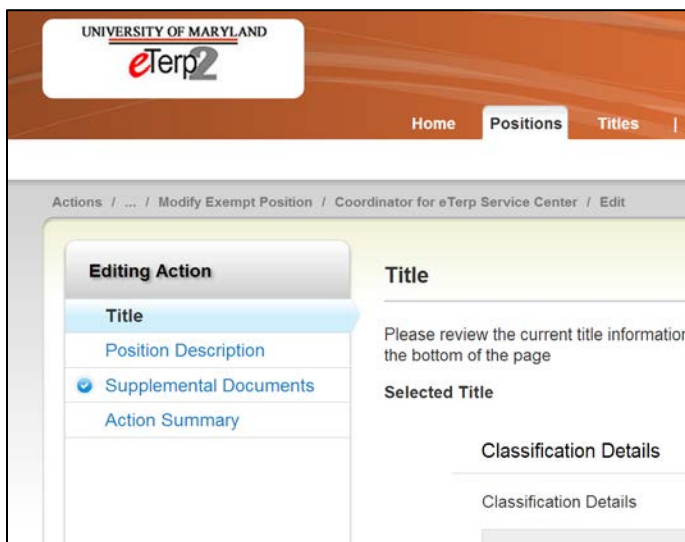 UNIVERSITY OF MARYLAND
eTerp2
Home Positions Titles |
Actions / ... / Modify Exempt Position / Coordinator for eTerp Service Center / Edit
Editing Action
Title
Position Description
Supplemental Documents
Action Summary
Title
Please review the current title information
the bottom of the page
Selected Title
Classification Details
Classification Details